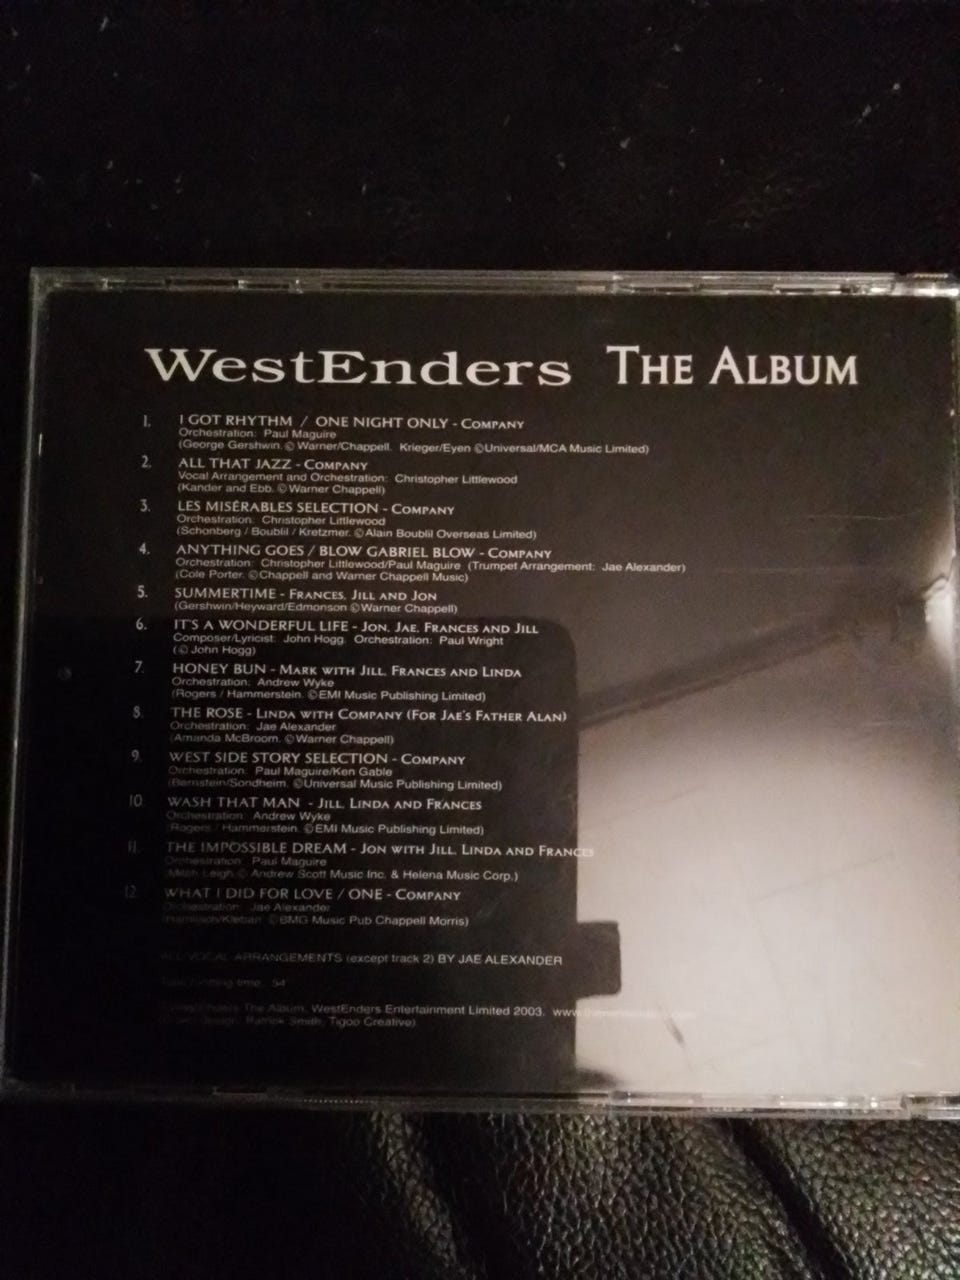 WestEnders The Album
1. I GOT RHYTHM / ONE NIGHT ONLY - COMPANY
Orchestration: Paul Maguire
(George Gershwin. © Warner/Chappell. Krieger/Eyen ©Universal/MCA Music Limited)
2. ALL THAT JAZZ - COMPANY
Vocal Arrangement and Orchestration: Christopher Littlewood
(Kander and Ebb. © Warner Chappell)
3. LES MISÉRABLES SELECTION - COMPANY
Orchestration: Christopher Littlewood
(Schonberg / Boublil / Kretzmer. ©Alain Boublil Overseas Limited)
4. ANYTHING GOES / BLOW GABRIEL BLOW - COMPANY
Orchestration: Christopher Littlewood/Paul Maguire (Trumpet Arrangement: Jae Alexander)
(Cole Porter. ©Chappell and Warner Chappell Music)
5. SUMMERTIME - FRANCES, JILL AND JON
(Gershwin/Heyward/Edmonson ©Warner Chappell)
6. IT'S A WONDERFUL LIFE - JON, JAE, FRANCES AND JILL
Composer/Lyricist: John Hogg. Orchestration: Paul Wright
(© John Hogg)
7. HONEY BUN - MARK WITH JILL, FRANCES AND LINDA
Orchestration: Andrew Wyke
(Rogers / Hammerstein. ©EMI Music Publishing Limited)
8. THE ROSE - LINDA WITH COMPANY (FOR JAE'S FATHER ALAN)
Orchestration: Jae Alexander
(Amanda McBroom. © Warner Chappell)
9. WEST SIDE STORY SELECTION - COMPANY
Orchestration: Paul Maguire/Ken Gable
(Bernstein/Sondheim. ©Universal Music Publishing Limited)
10. WASH THAT MAN - JILL, LINDA AND FRANCES
Orchestration: Andrew Wyke
(Rogers / Hammerstein. ©EMI Music Publishing Limited)
11. THE IMPOSSIBLE DREAM - JON WITH JILL, LINDA AND FRANCES
Orchestration: Paul Maguire
(Mitch Leigh © Andrew Scott Music Inc. & Helena Music Corp.)
12. WHAT I DID FOR LOVE / ONE - COMPANY
Orchestration: Jae Alexander
(Hamlisch/Kleban ©BMG Music Pub Chappell Morris)
ALL VOCAL ARRANGEMENTS (except track 2) BY JAE ALEXANDER
running time: 54
WestEnders The Album, WestEnders Entertainment Limited 2003.
design: Patrick Smith, Tigoo Creative)